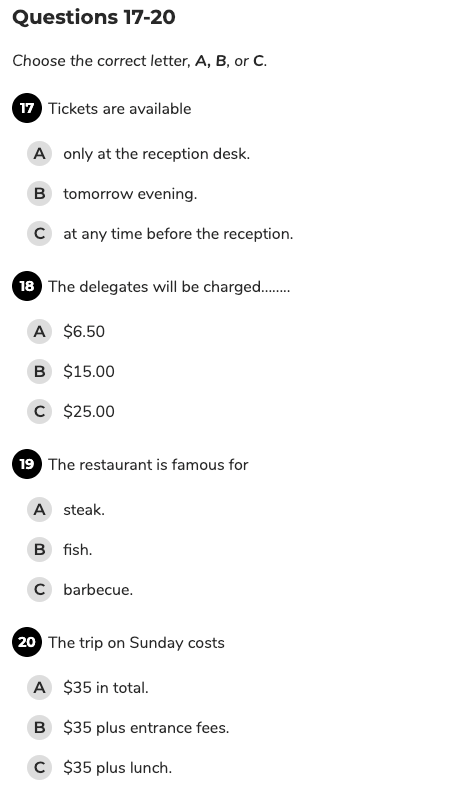 Questions 17-20
Choose the correct letter, A, B, or C.
17 Tickets are available
A only at the reception desk.
B tomorrow evening.
C at any time before the reception.
18 The delegates will be charged........
A $6.50
B $15.00
C $25.00
19 The restaurant is famous for
A steak.
B fish.
C barbecue.
20 The trip on Sunday costs
A $35 in total.
B $35 plus entrance fees.
C $35 plus lunch.